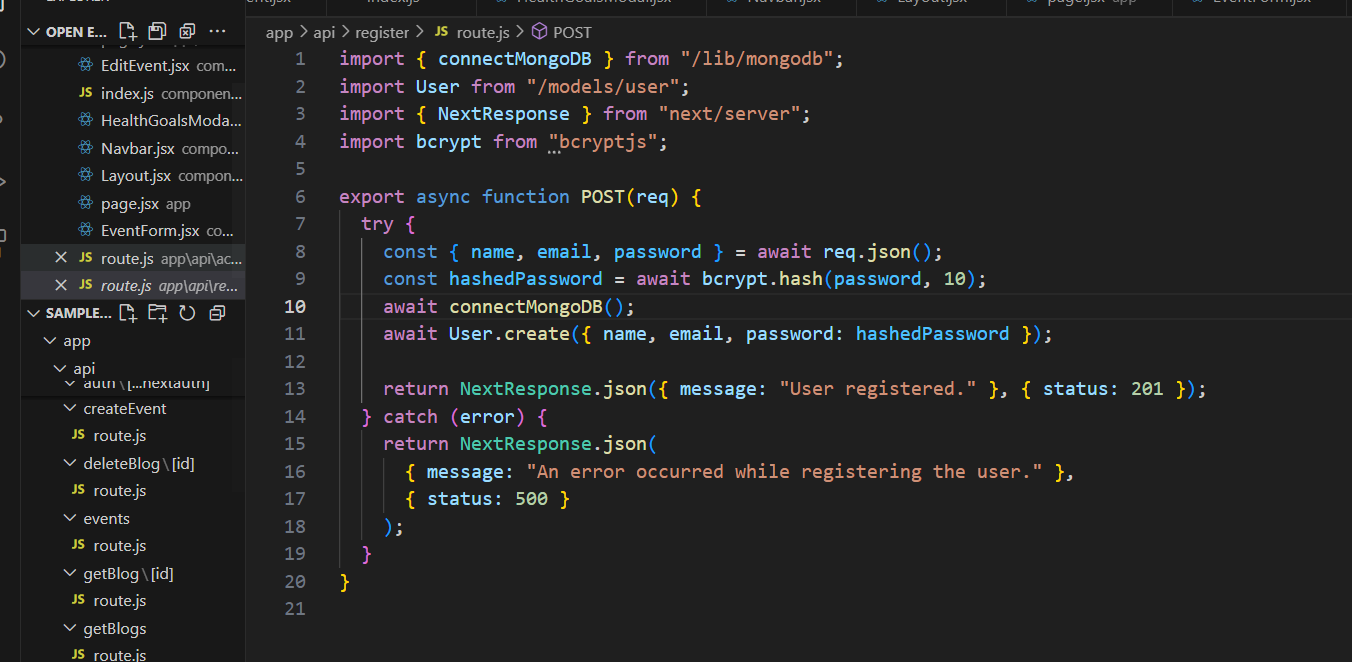 OPEN E...
EditEvent.jsx com...
JS index.js componen...
HealthGoalsModa...
Navbar.jsx compo...
Layout.jsx compon...
page.jsx app
EventForm.jsx co...
JS route.js app\api\ac...
JS route.js app\api\re...
SAMPLE...
app
api
auth\[...nextauth]
createEvent
JS route.js
deleteBlog\[id]
JS route.js
events
JS route.js
getBlog\[id]
JS route.js
getBlogs
JS route.js
app > api > register > JS route.js > POST
1 import { connectMongoDB } from "/lib/mongodb";
2 import User from "/models/user";
3 import { NextResponse } from "next/server";
4 import bcrypt from "bcryptjs";
5
6 export async function POST(req) {
7 try {
8 const { name, email, password } = await req.json();
9 const hashedPassword = await bcrypt.hash(password, 10);
10 await connectMongoDB();
11 await User.create({ name, email, password: hashedPassword });
12
13 return NextResponse.json({ message: "User registered." }, { status: 201 });
14 } catch (error) {
15 return NextResponse.json(
16 { message: "An error occurred while registering the user." },
17 { status: 500 }
18 );
19 }
20 }
21